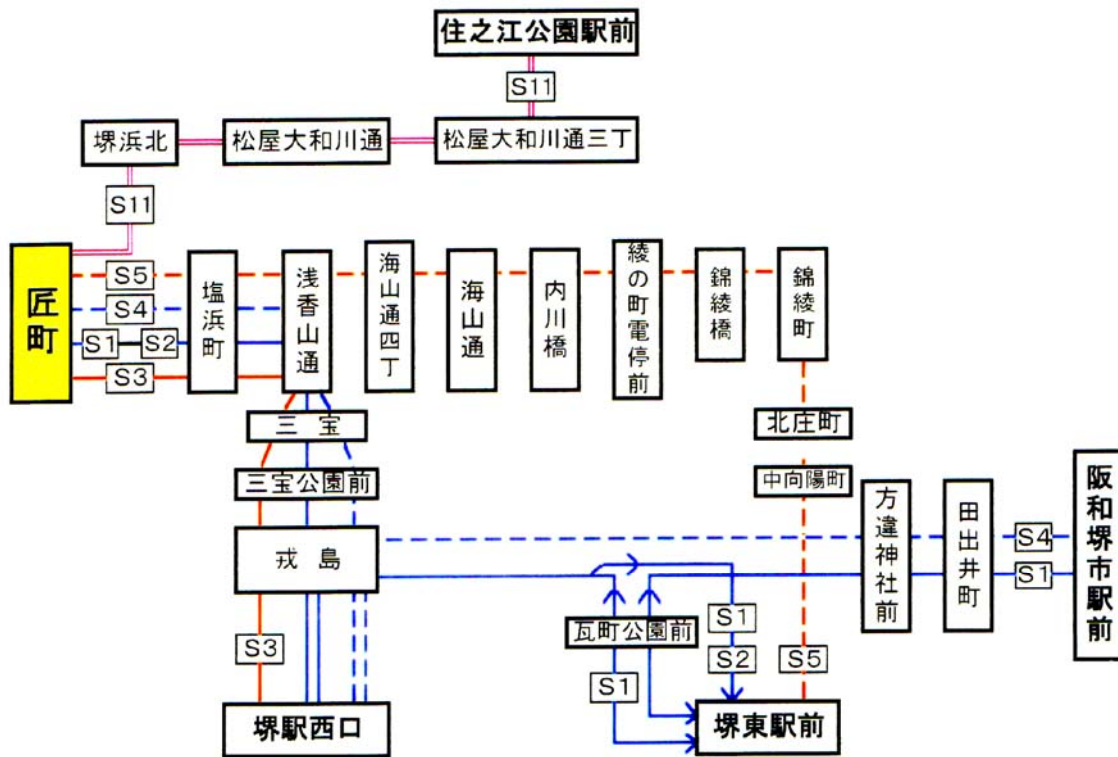 住之江公園駅前
S11
堺浜北
松屋大和川通
松屋大和川通三丁
S11
匠町
S5
S4
S1
S2
S3
塩浜町
浅香山通
海山通四丁
海山通
内川橋
綾の町電停前
錦綾橋
錦綾町
三宝
北庄町
三宝公園前
中向陽町
方違神社前
田出井町
阪和堺市駅前
戎島
S4
S1
瓦町公園前
S1
S3
S2
S5
S1
堺駅西口
堺東駅前